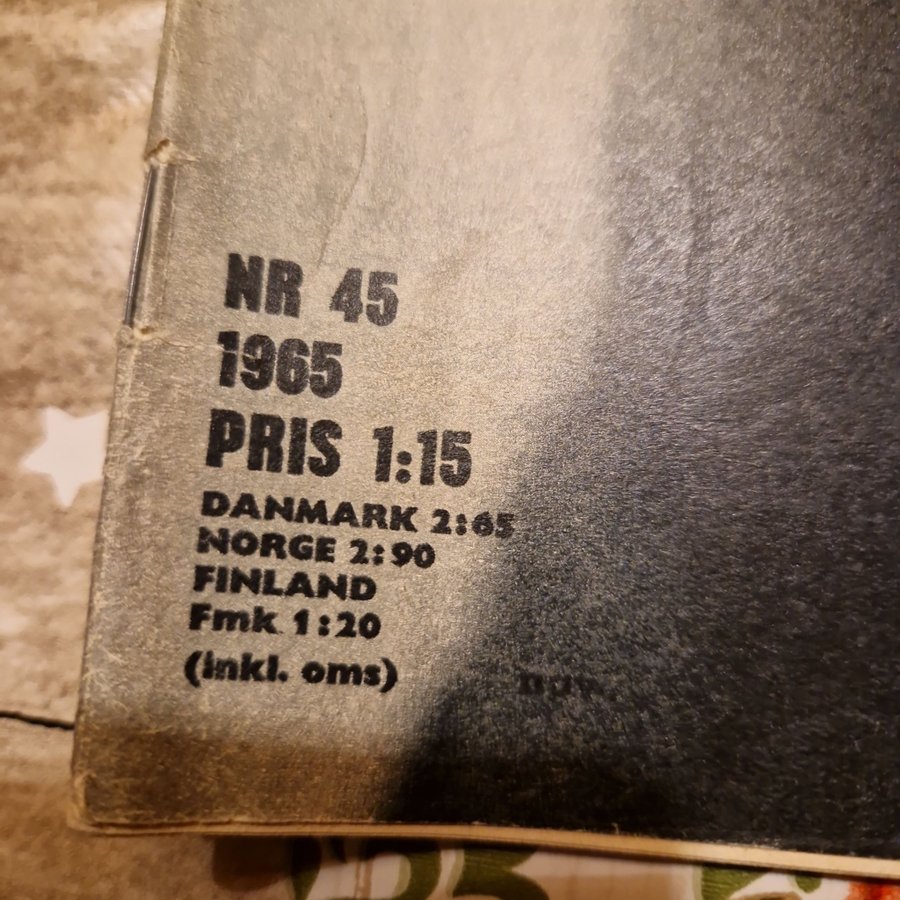 NR 45
1965
PRIS 1:15
DANMARK 2:65
NORGE 2:90
FINLAND
Fmk 1:20
(inkl. oms)